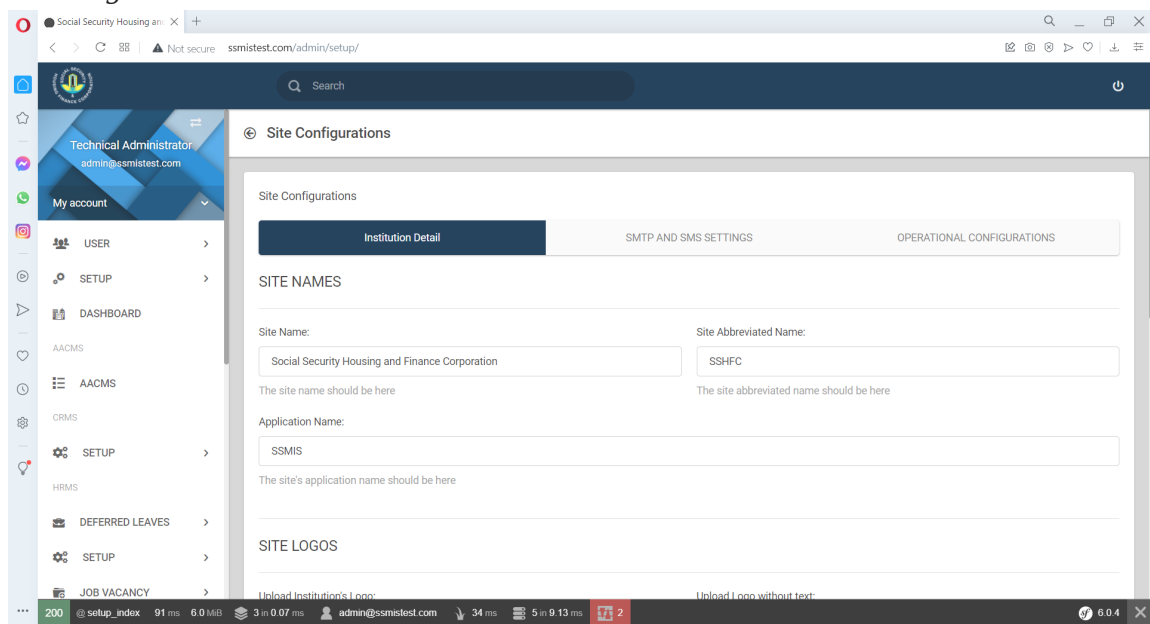 Social Security Housing and
Not secure ssmistest.com/admin/setup/
Search
Technical Administrator
admin@ssmistest.com
My account
USER
SETUP
DASHBOARD
AACMS
AACMS
CRMS
SETUP
HRMS
DEFERRED LEAVES
SETUP
JOB VACANCY
Site Configurations
Site Configurations
Institution Detail
SMTP AND SMS SETTINGS
OPERATIONAL CONFIGURATIONS
SITE NAMES
Site Name:
Site Abbreviated Name:
Social Security Housing and Finance Corporation
SSHFC
The site name should be here
The site abbreviated name should be here
Application Name:
SSMIS
The site's application name should be here
SITE LOGOS
Upload Institution's Logo:
Upload Logo without text:
200 @ setup_index 91 ms 6.0 MiB 3 in 0.07 ms admin@ssmistest.com 34 ms 5 in 9.13 ms 2 sf 6.0.4